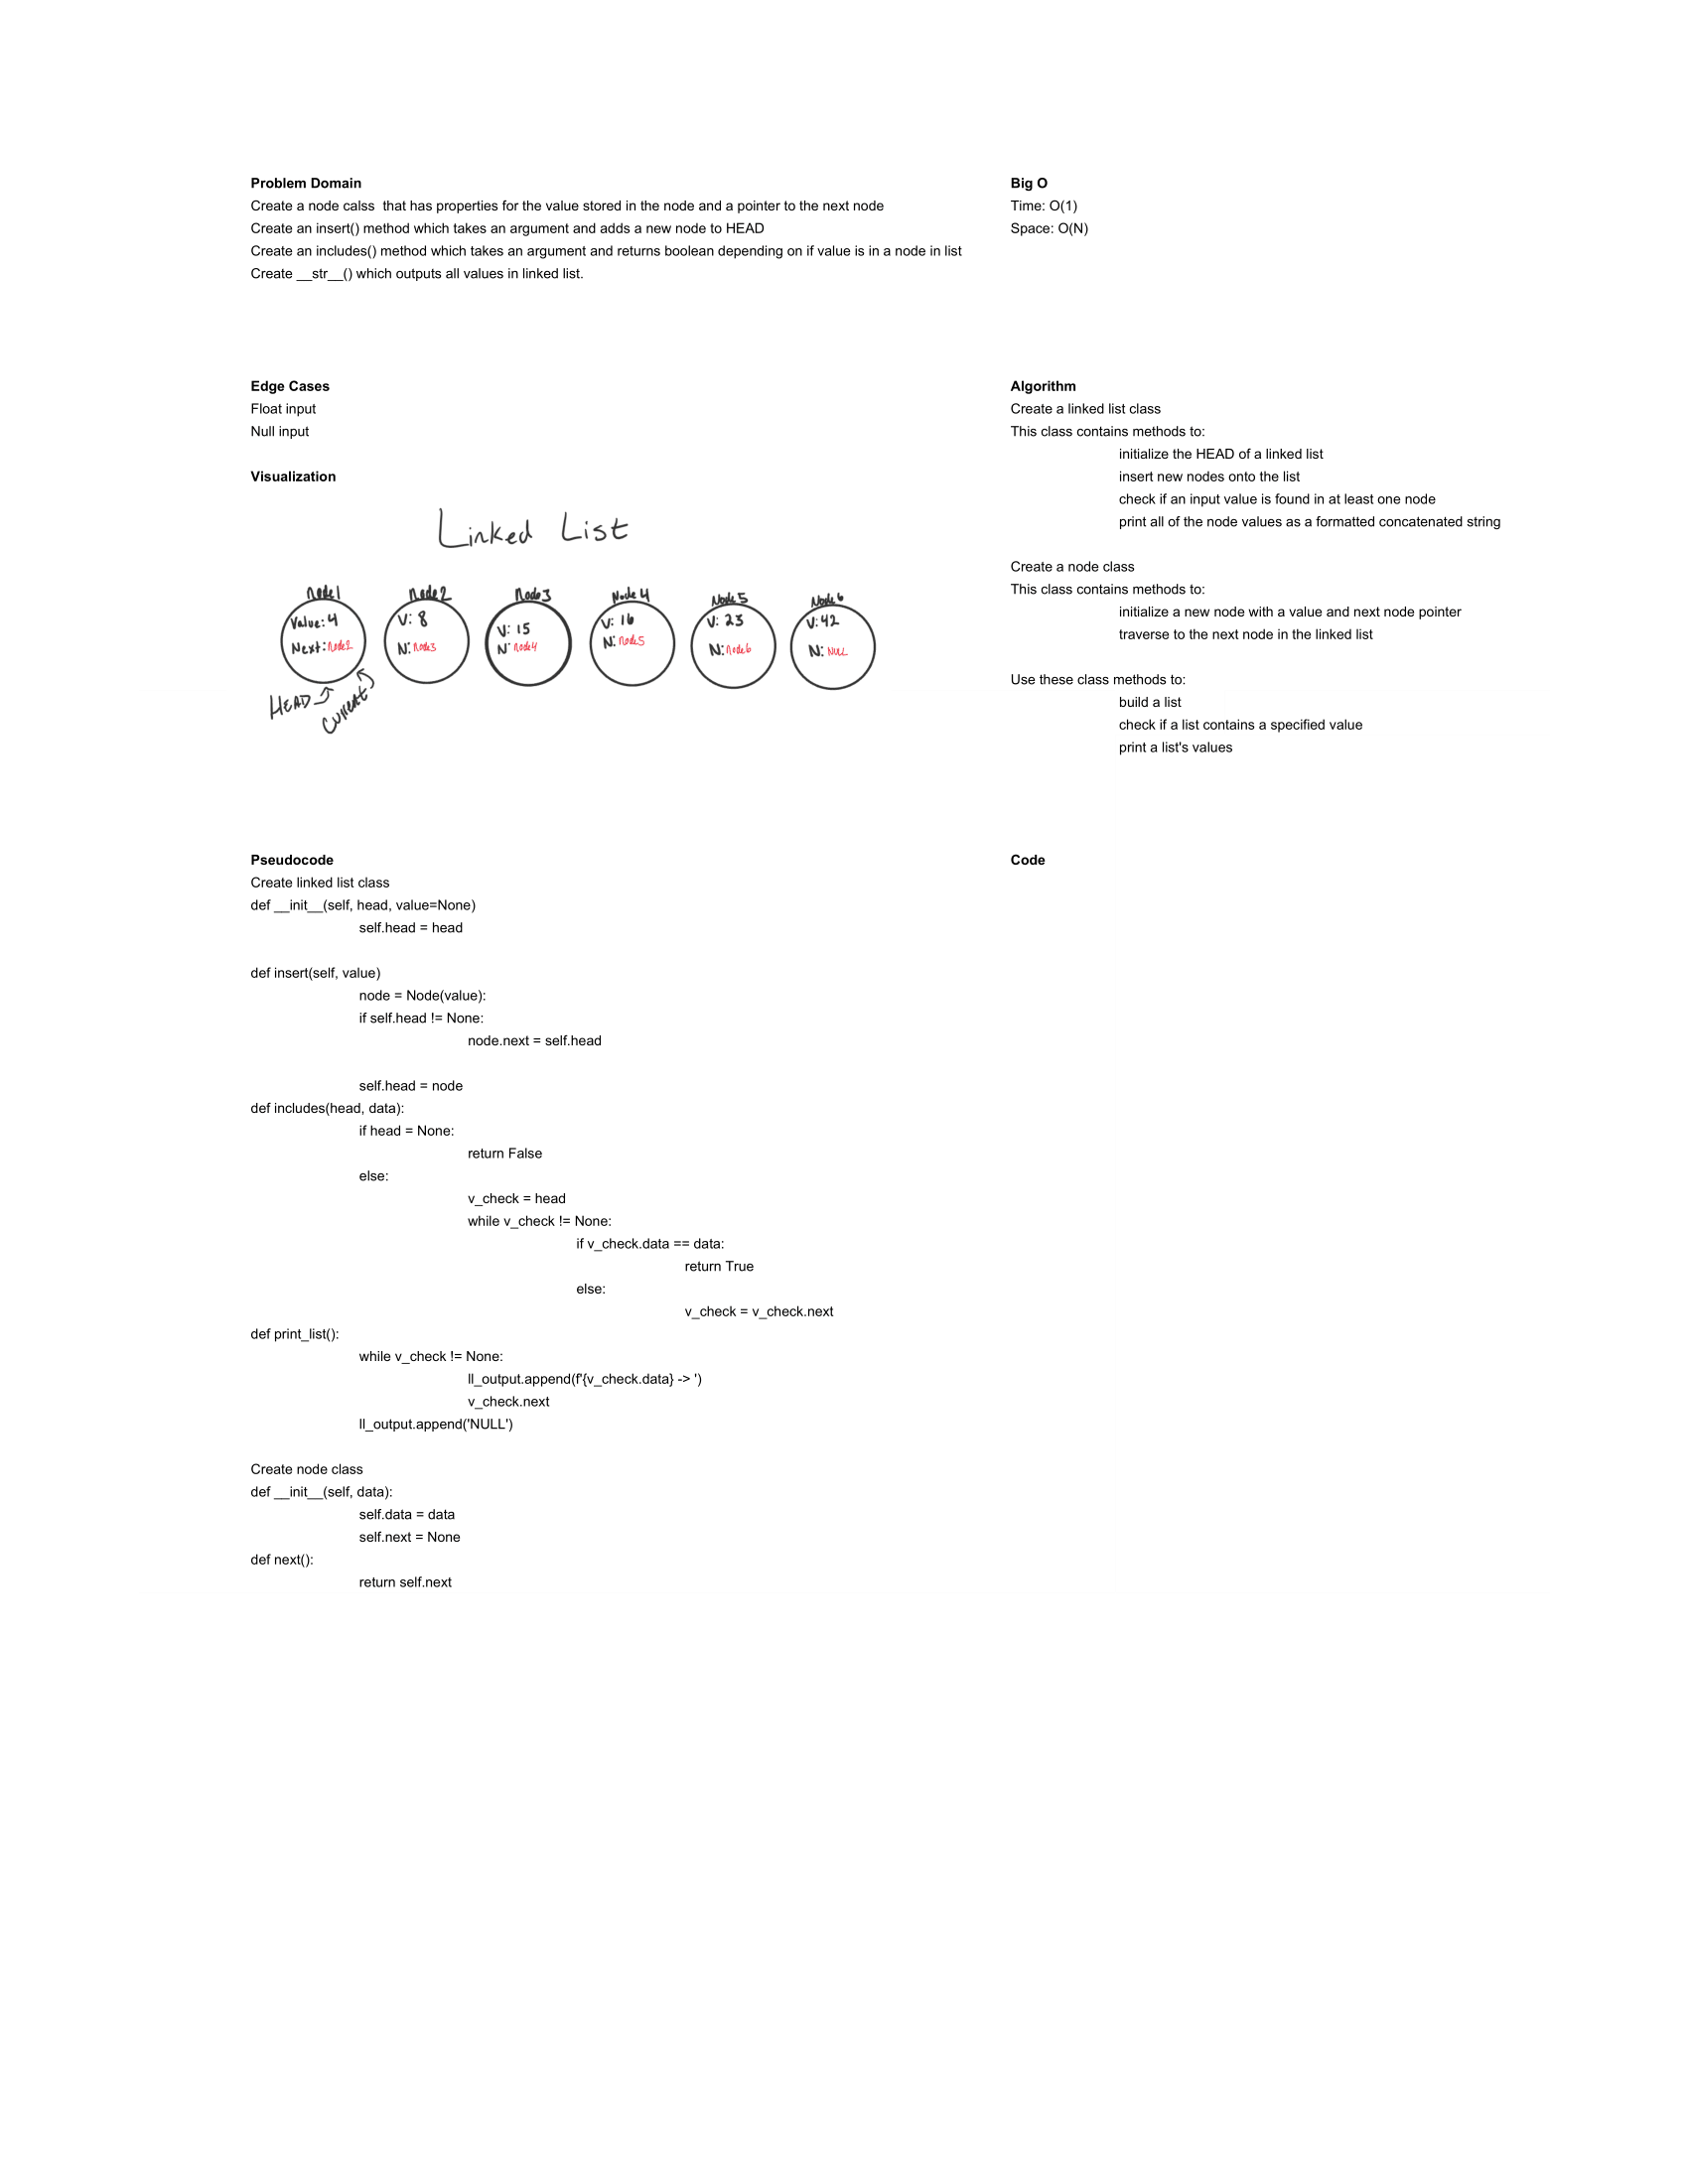 Problem Domain
Create a node calss  that has properties for the value stored in the node and a pointer to the next node
Create an insert() method which takes an argument and adds a new node to HEAD
Create an includes() method which takes an argument and returns boolean depending on if value is in a node in list
Create __str__() which outputs all values in linked list.
Big O
Time: O(1)
Space: O(N)
Edge Cases
Float input
Null input
Visualization
Linked List
Node1
Value: 4
Next: Node2
HEAD
Current
Node2
V: 8
N: Node3
Node3
V: 15
N: Node4
Node 4
V: 16
N: Node5
Node 5
V: 23
N: Node6
Node 6
V: 42
N: NULL
Algorithm
Create a linked list class
This class contains methods to:
initialize the HEAD of a linked list
insert new nodes onto the list
check if an input value is found in at least one node
print all of the node values as a formatted concatenated string
Create a node class
This class contains methods to:
initialize a new node with a value and next node pointer
traverse to the next node in the linked list
Use these class methods to:
build a list
check if a list contains a specified value
print a list's values
Pseudocode
Create linked list class
def __init__(self, head, value=None)
self.head = head
def insert(self, value)
node = Node(value):
if self.head != None:
node.next = self.head
self.head = node
def includes(head, data):
if head = None:
return False
else:
v_check = head
while v_check != None:
if v_check.data == data:
return True
else:
v_check = v_check.next
def print_list():
while v_check != None:
ll_output.append(f'{v_check.data} -> ')
v_check.next
ll_output.append('NULL')
Create node class
def __init__(self, data):
self.data = data
self.next = None
def next():
return self.next
Code